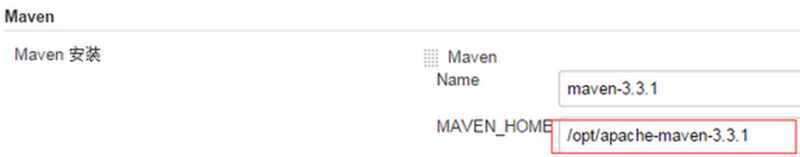 Maven
Maven 安装
Maven
Name
maven-3.3.1
MAVEN_HOME
/opt/apache-maven-3.3.1